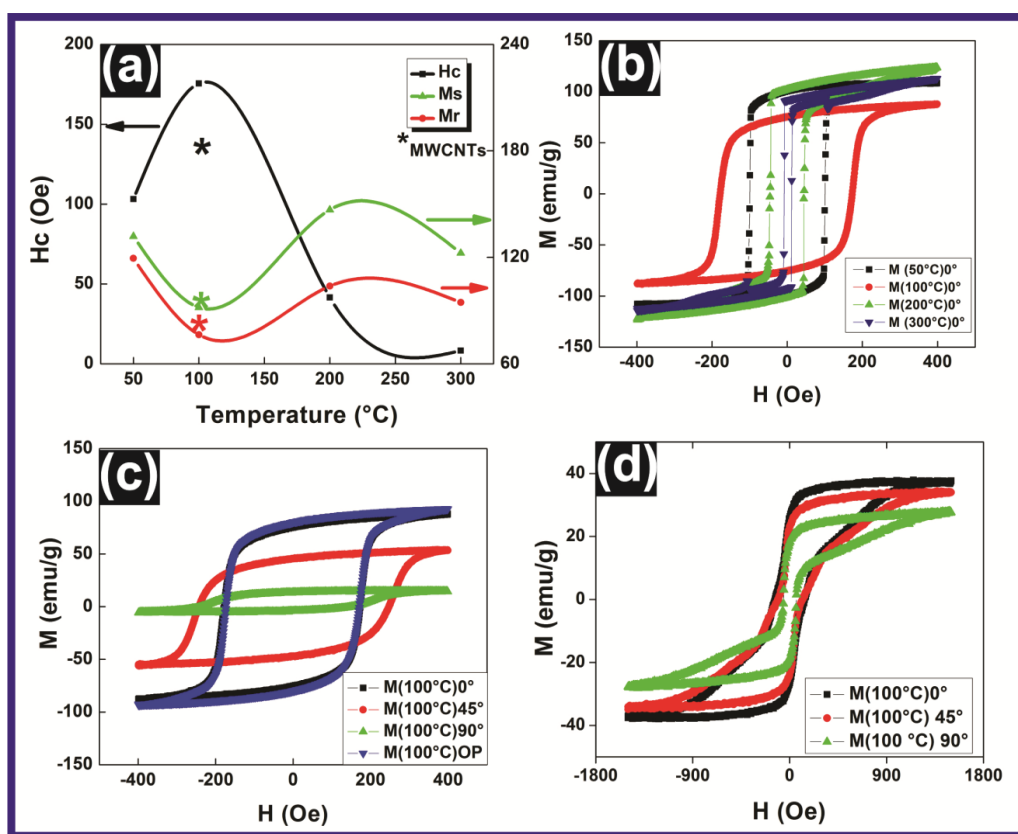 (a)
200
150
100
50
0
Hc (Oe)
240
180
120
60
50 100 150 200 250 300
Temperature (°C)
Hc
Ms
Mr
*MWCNTs
(b)
150
100
50
0
-50
-100
-150
M (emu/g)
-400 -200 0 200 400
H (Oe)
M (50°C)0°
M(100°C)0°
M(200°C)0°
M (300°C)0°
(c)
150
100
50
0
-50
-100
-150
M (emu/g)
-400 -200 0 200 400
H (Oe)
M(100°C)0°
M(100°C)45°
M(100°C)90°
M(100°C)OP
(d)
40
20
0
-20
-40
M (emu/g)
-1800 -900 0 900 1800
H (Oe)
M(100°C)0°
M(100°C) 45°
M(100 °C) 90°